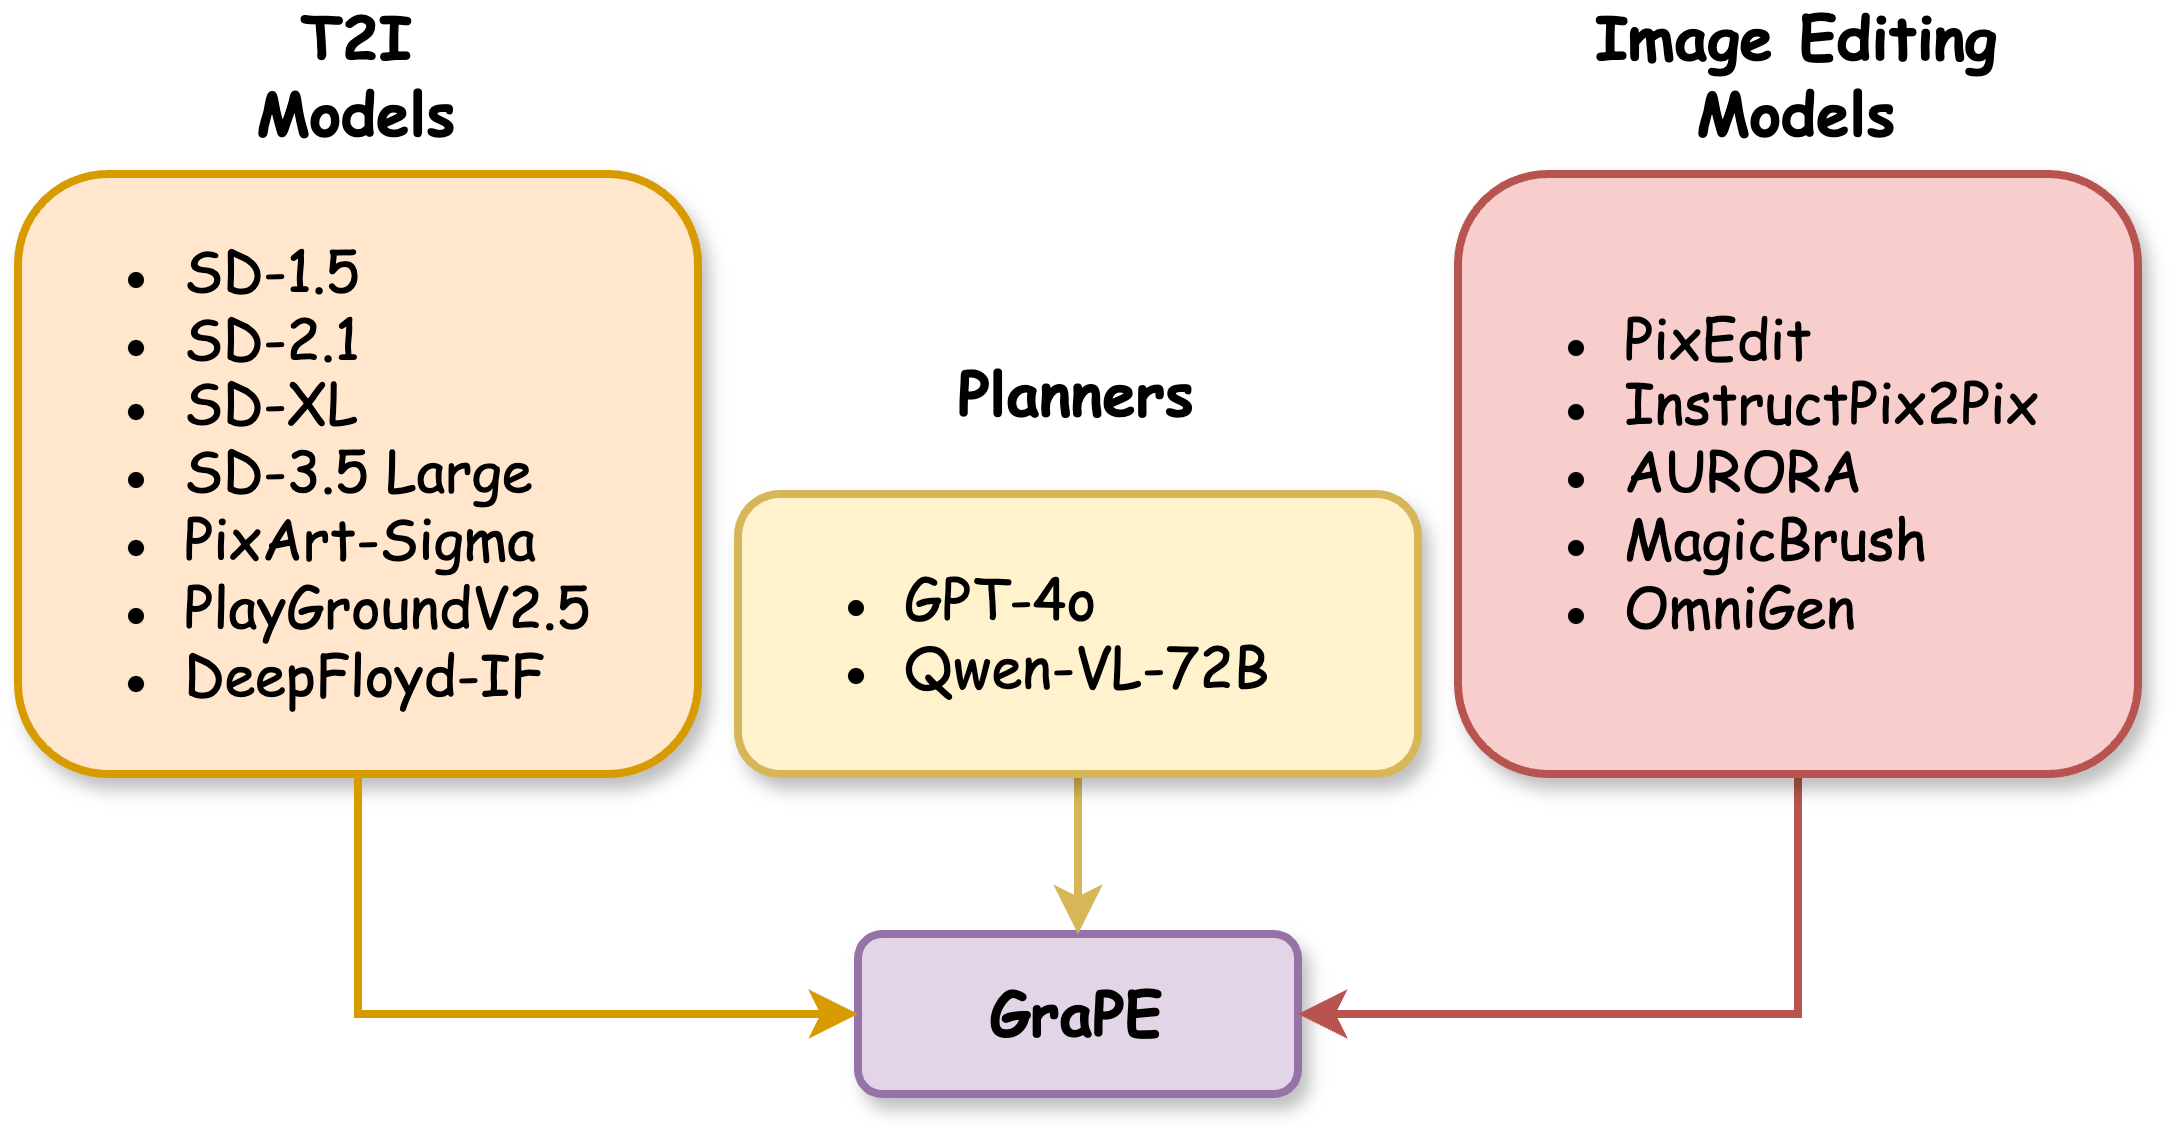 T2I
Models
• SD-1.5
• SD-2.1
• SD-XL
• SD-3.5 Large
• PixArt-Sigma
• PlayGroundV2.5
• DeepFloyd-IF
Planners
• GPT-4o
• Qwen-VL-72B
Image Editing
Models
• PixEdit
• InstructPix2Pix
• AURORA
• MagicBrush
• OmniGen
GraPE